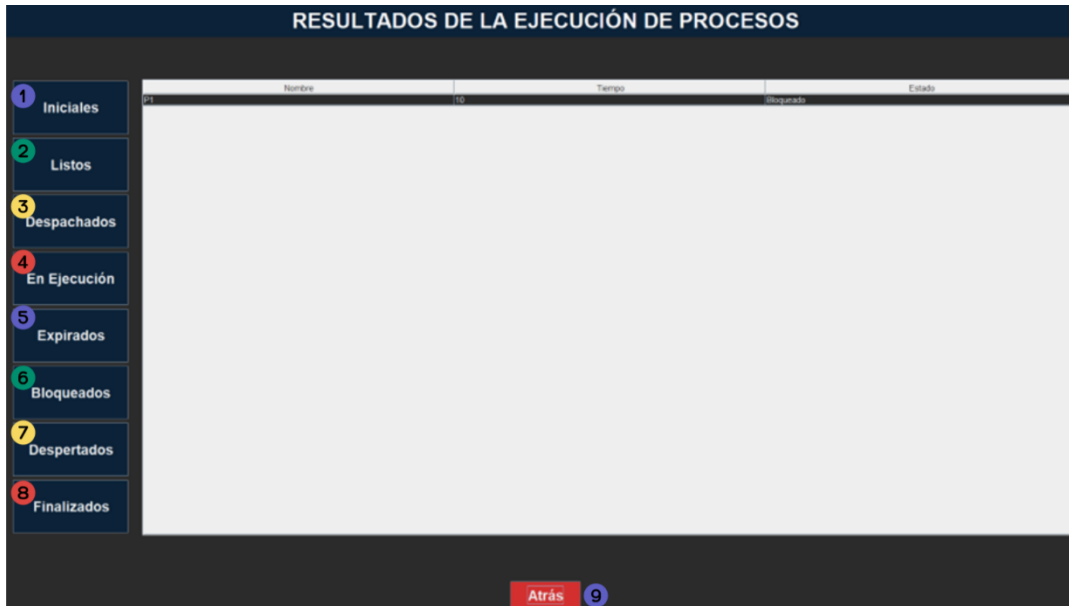 RESULTADOS DE LA EJECUCIÓN DE PROCESOS
Nombre Tiempo Estado
P1 10 Bloqueado
1 Iniciales
2 Listos
3 Despachados
4 En Ejecución
5 Expirados
6 Bloqueados
7 Despertados
8 Finalizados
Atrás 9